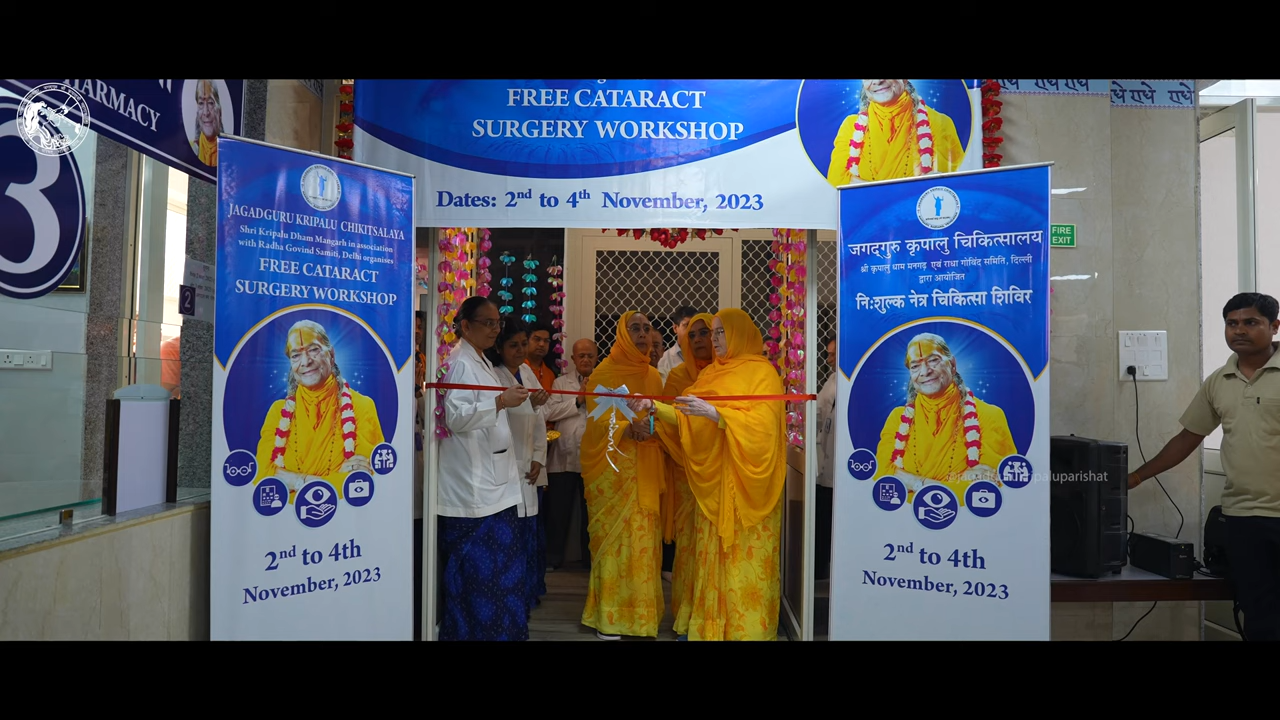 PHARMACY
3
2
FREE CATARACT
SURGERY WORKSHOP
Dates: 2nd to 4th November, 2023
राधे राधे
राधे राधे
JAGADGURU KRIPALU CHIKITSALAYA
Shri Kripalu Dham Mangarh in association
with Radha Govind Samiti, Delhi organises
FREE CATARACT
SURGERY WORKSHOP
2nd to 4th
November, 2023
जगद्गुरु कृपालु चिकित्सालय
श्री कृपालु धाम मनगढ़ एवं राधा गोविंद समिति, दिल्ली
द्वारा आयोजित
निःशुल्क नेत्र चिकित्सा शिविर
2nd to 4th
November, 2023
FIRE
EXIT